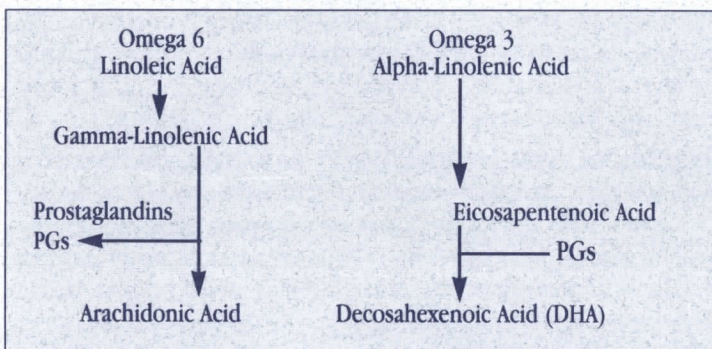 Omega 6
Linoleic Acid
Gamma-Linolenic Acid
Prostaglandins
PGs
Arachidonic Acid
Omega 3
Alpha-Linolenic Acid
Eicosapentenoic Acid
PGs
Decosahexenoic Acid (DHA)